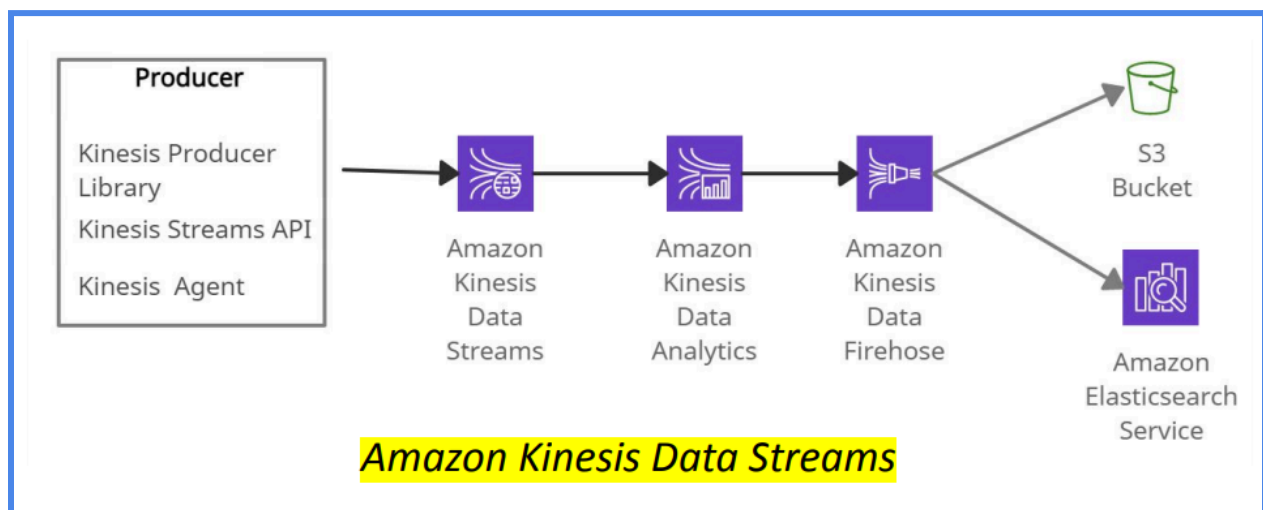 Producer
Kinesis Producer
Library
Kinesis Streams API
Kinesis Agent
Amazon
Kinesis
Data
Streams
Amazon
Kinesis
Data
Analytics
Amazon
Kinesis
Data
Firehose
S3
Bucket
Amazon
Elasticsearch
Service
Amazon Kinesis Data Streams